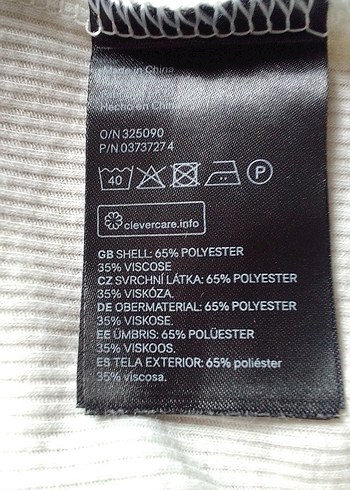 Made in China
Hecho en China
O/N 325090
P/N 0373727 4
40
P
clevercare.info
GB SHELL: 65% POLYESTER
35% VISCOSE
CZ SVRCHNÍ LÁTKA: 65% POLYESTER
35% VISKÓZA.
DE OBERMATERIAL: 65% POLYESTER
35% VISKOSE.
EE ÜMBRIS: 65% POLÜESTER
35% VISKOOS.
ES TELA EXTERIOR: 65% poliéster
35% viscosa.